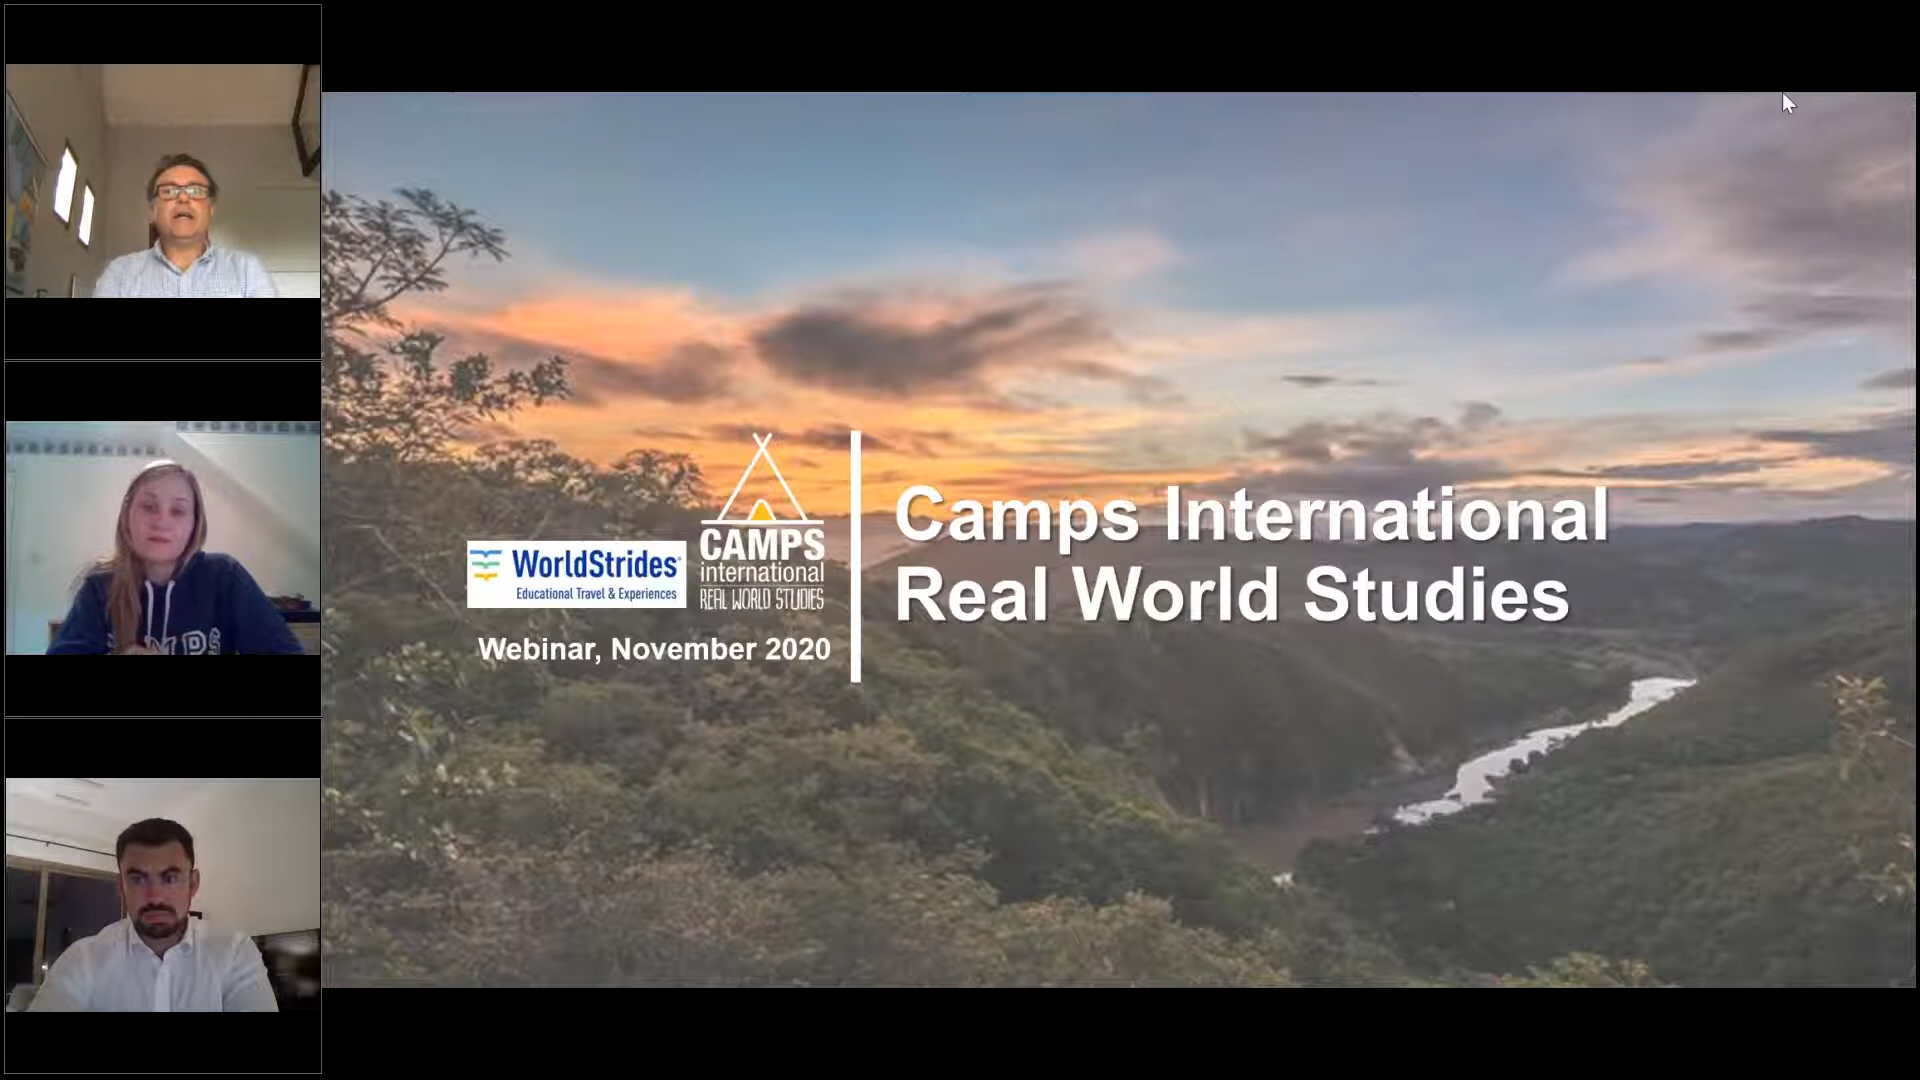 WorldStrides
Educational Travel & Experiences
CAMPS
international
REAL WORLD STUDIES
Webinar, November 2020
Camps International
Real World Studies